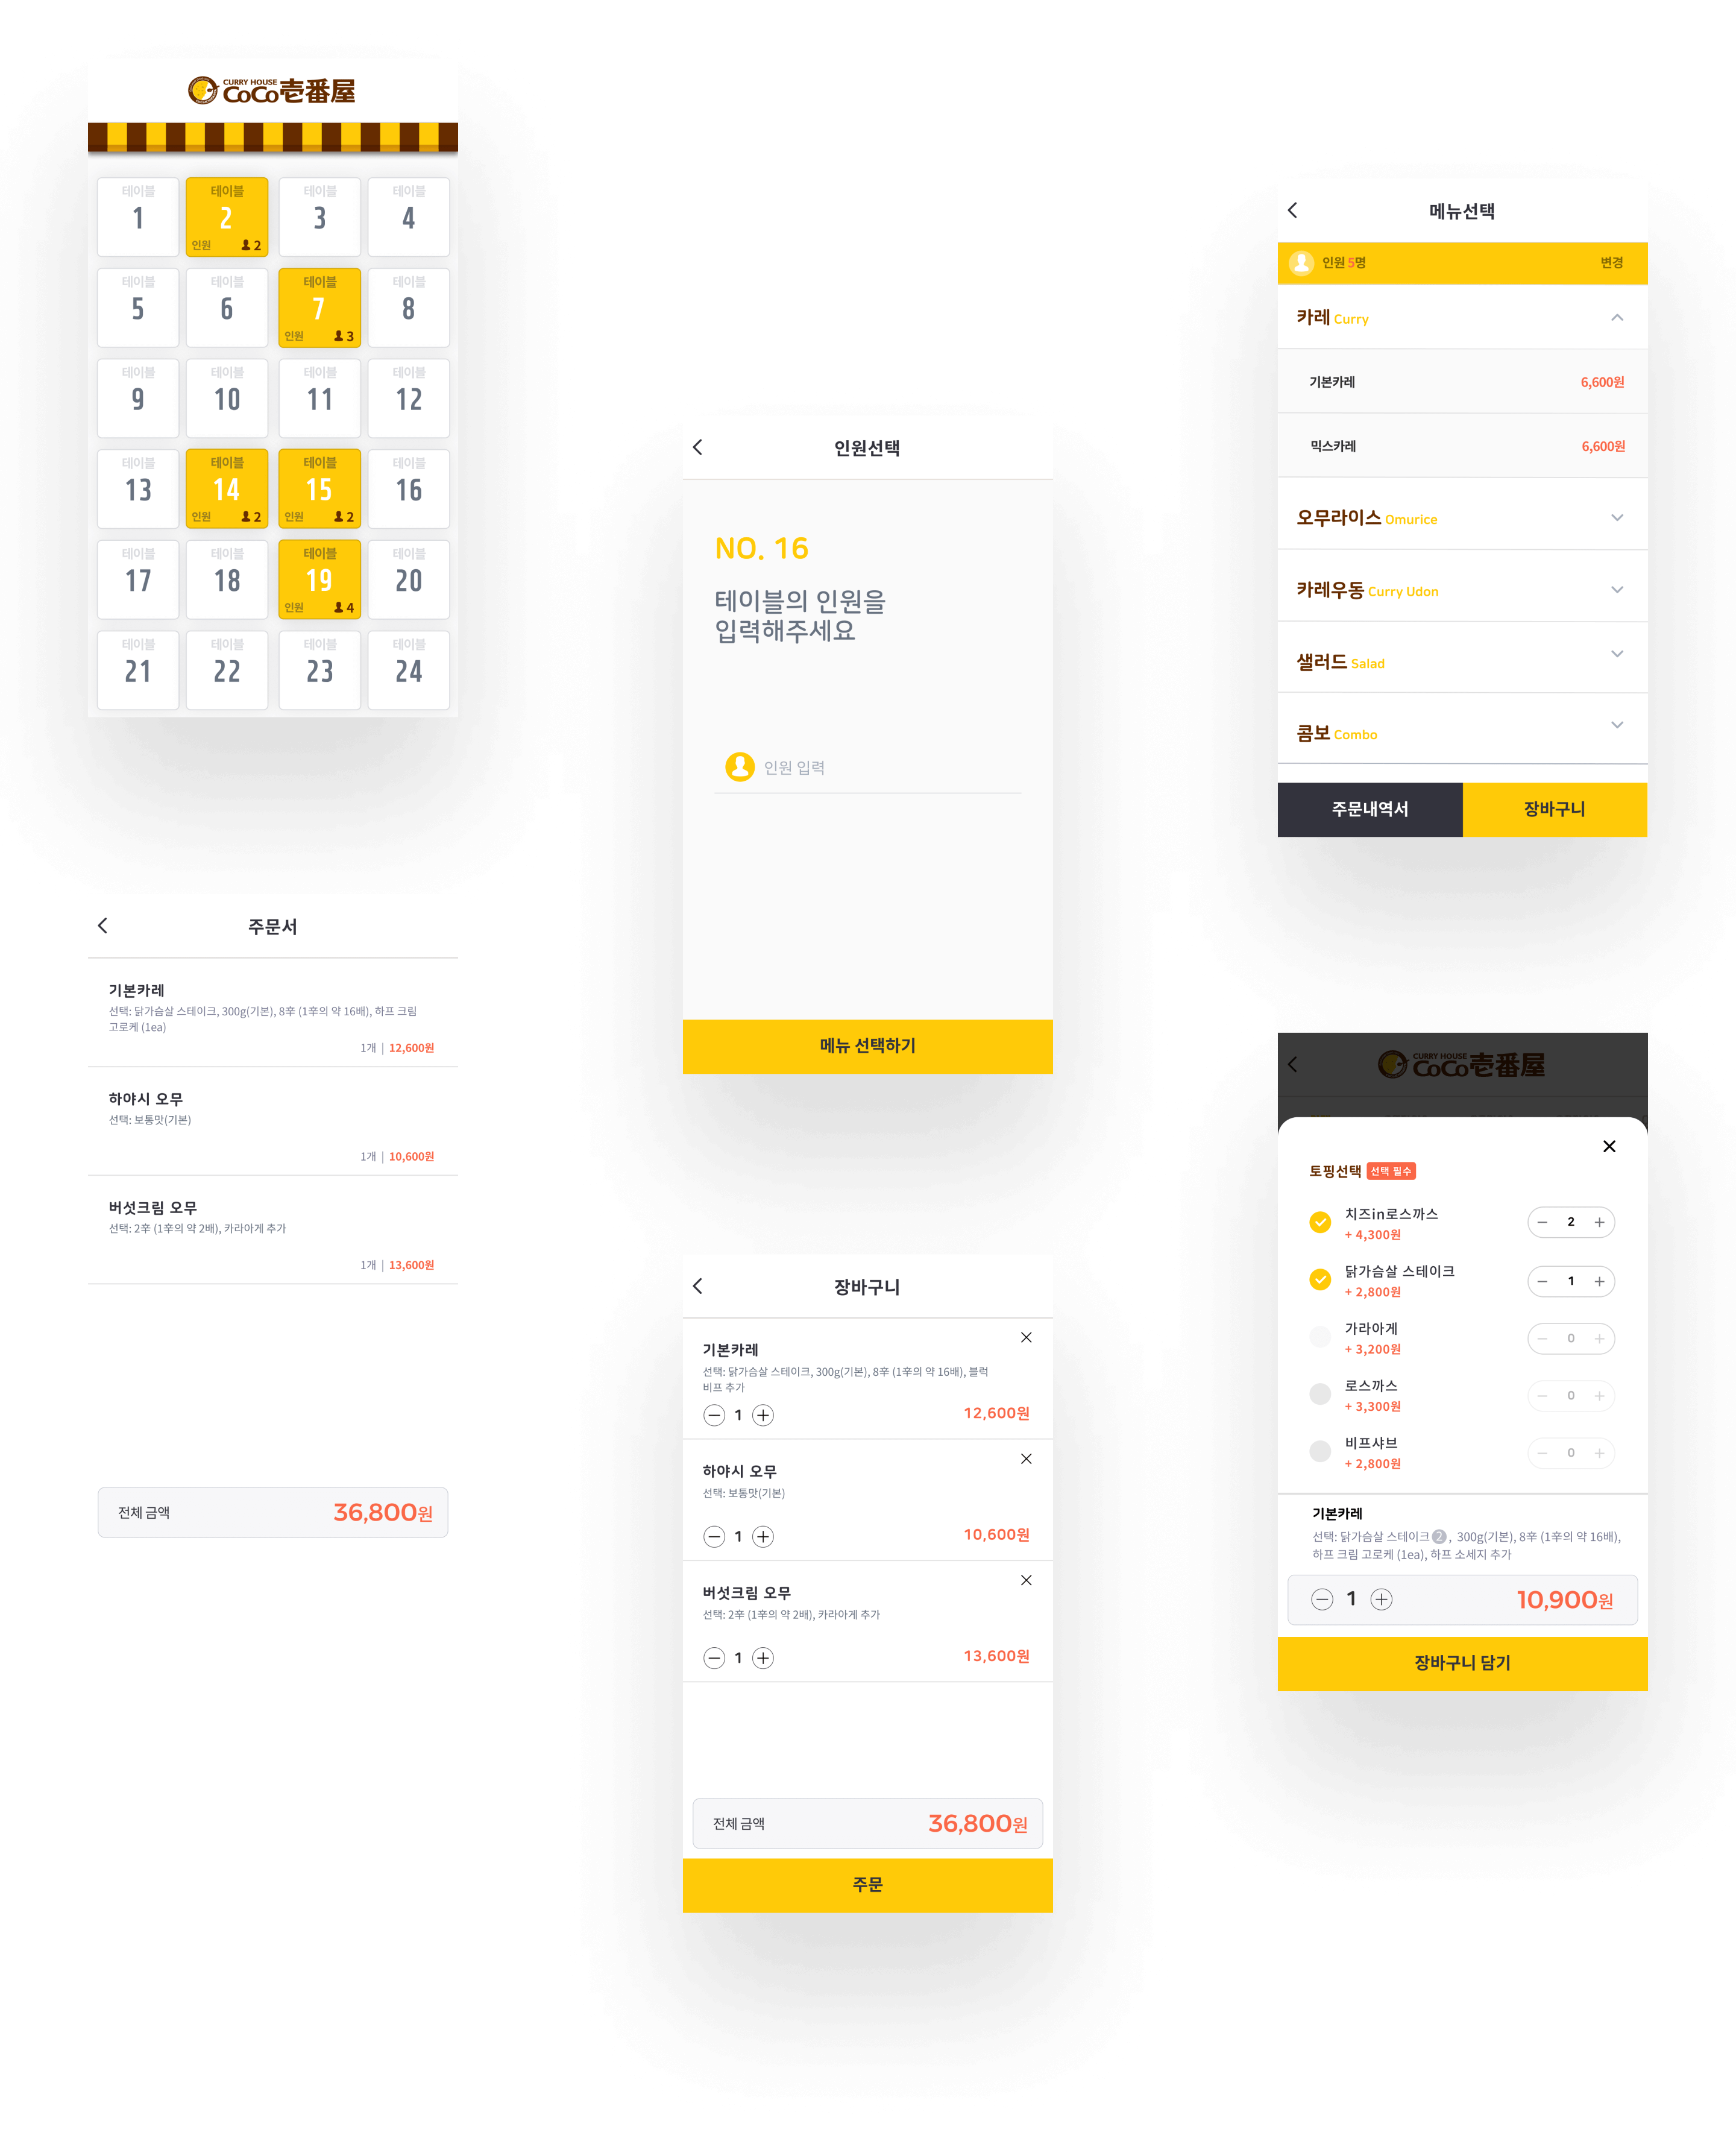 CURRY HOUSE
CoCo壱番屋
테이블 테이블 테이블 테이블
1 2 3 4
인원 2
테이블 테이블 테이블 테이블
5 6 7 8
인원 3
테이블 테이블 테이블 테이블
9 10 11 12
테이블 테이블 테이블 테이블
13 14 15 16
인원 2 인원 2
테이블 테이블 테이블 테이블
17 18 19 20
인원 4
테이블 테이블 테이블 테이블
21 22 23 24
주문서
기본카레
선택: 닭가슴살 스테이크, 300g(기본), 8辛 (1辛의 약 16배), 하프 크림
고로케 (1ea)
1개 | 12,600원
하야시 오무
선택: 보통맛(기본)
1개 | 10,600원
버섯크림 오무
선택: 2辛 (1辛의 약 2배), 카라아게 추가
1개 | 13,600원
전체 금액 36,800원
인원선택
NO. 16
테이블의 인원을
입력해주세요
인원 입력
메뉴 선택하기
장바구니
기본카레
선택: 닭가슴살 스테이크, 300g(기본), 8辛 (1辛의 약 16배), 블럭
비프 추가
1 12,600원
하야시 오무
선택: 보통맛(기본)
1 10,600원
버섯크림 오무
선택: 2辛 (1辛의 약 2배), 카라아게 추가
1 13,600원
전체 금액 36,800원
주문
메뉴선택
인원 5명 변경
카레 Curry
기본카레 6,600원
믹스카레 6,600원
오무라이스 Omurice
카레우동 Curry Udon
샐러드 Salad
콤보 Combo
주문내역서 장바구니
CURRY HOUSE
CoCo壱番屋
토핑선택 선택 필수
치즈in로스까스
+ 4,300원
2
닭가슴살 스테이크
+ 2,800원
1
가라아게
+ 3,200원
0
로스까스
+ 3,300원
0
비프샤브
+ 2,800원
0
기본카레
선택: 닭가슴살 스테이크 2 , 300g(기본), 8辛 (1辛의 약 16배),
하프 크림 고로케 (1ea), 하프 소세지 추가
1 10,900원
장바구니 담기